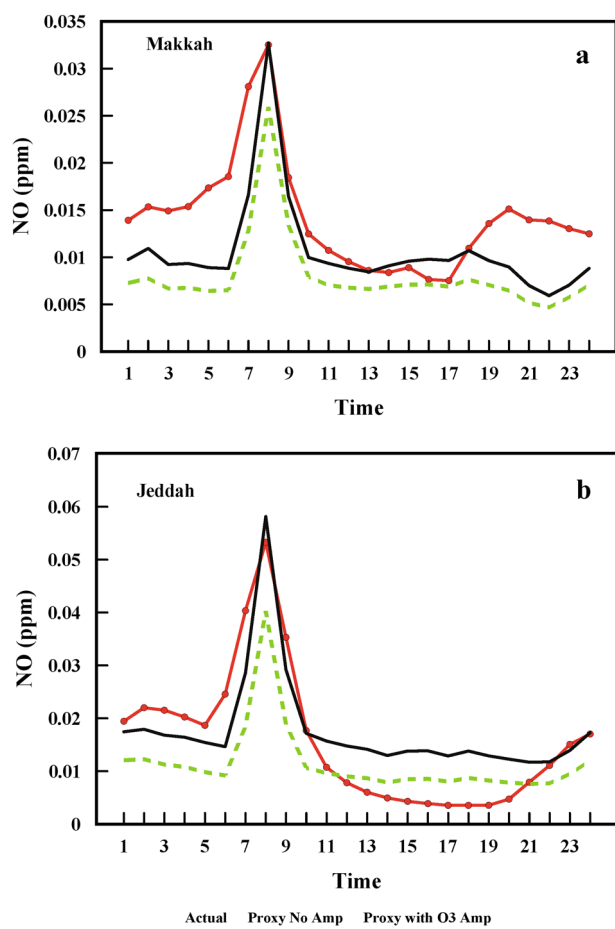 0.035
Makkah
a
0.03
0.025
0.02
0.015
0.01
0.005
0
NO (ppm)
1 3 5 7 9 11 13 15 17 19 21 23
Time
0.07
Jeddah
b
0.06
0.05
0.04
0.03
0.02
0.01
0
NO (ppm)
1 3 5 7 9 11 13 15 17 19 21 23
Time
Actual Proxy No Amp Proxy with O3 Amp